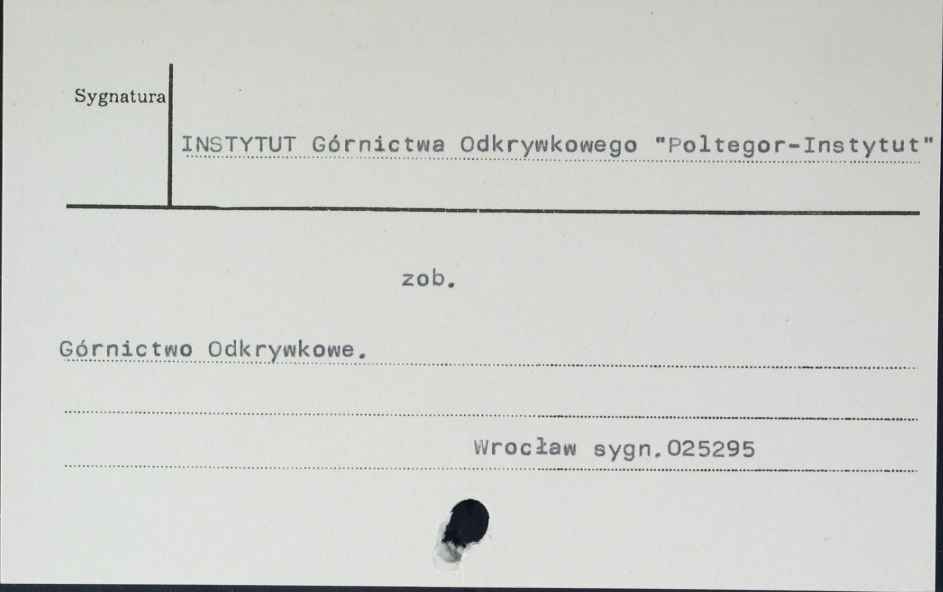 Sygnatura
INSTYTUT Górnictwa Odkrywkowego "Poltegor-Instytut"
zob.
Górnictwo Odkrywkowe.
Wrocław sygn.025295